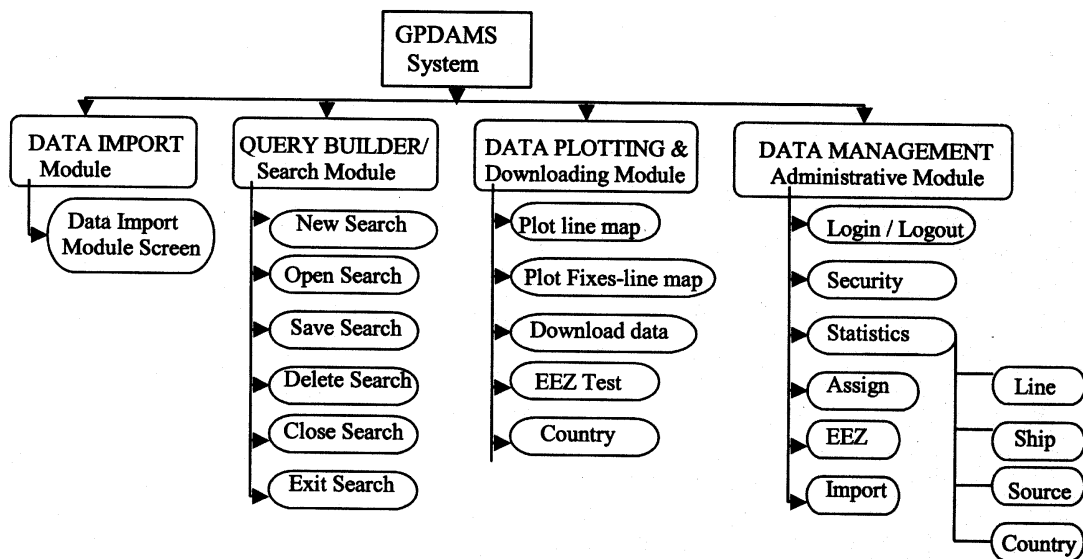 GPDAMS
System
DATA IMPORT
Module
Data Import
Module Screen
QUERY BUILDER/
Search Module
New Search
Open Search
Save Search
Delete Search
Close Search
Exit Search
DATA PLOTTING &
Downloading Module
Plot line map
Plot Fixes-line map
Download data
EEZ Test
Country
DATA MANAGEMENT
Administrative Module
Login / Logout
Security
Statistics
Assign
EEZ
Import
Line
Ship
Source
Country